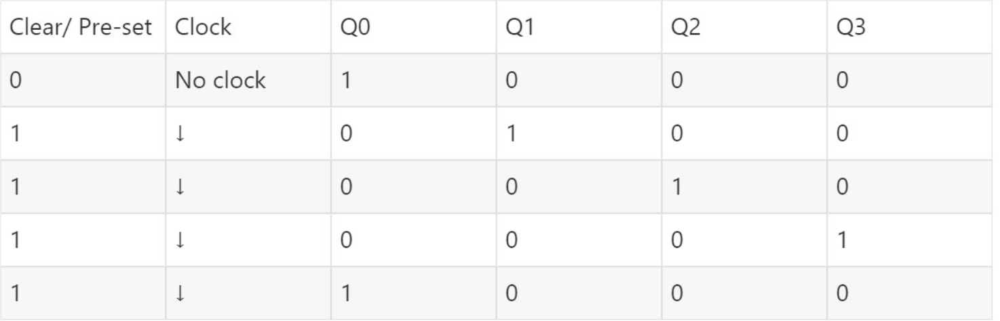 Clear/ Pre-set Clock Q0 Q1 Q2 Q3
0 No clock 1 0 0 0
1 ↓ 0 1 0 0
1 ↓ 0 0 1 0
1 ↓ 0 0 0 1
1 ↓ 1 0 0 0